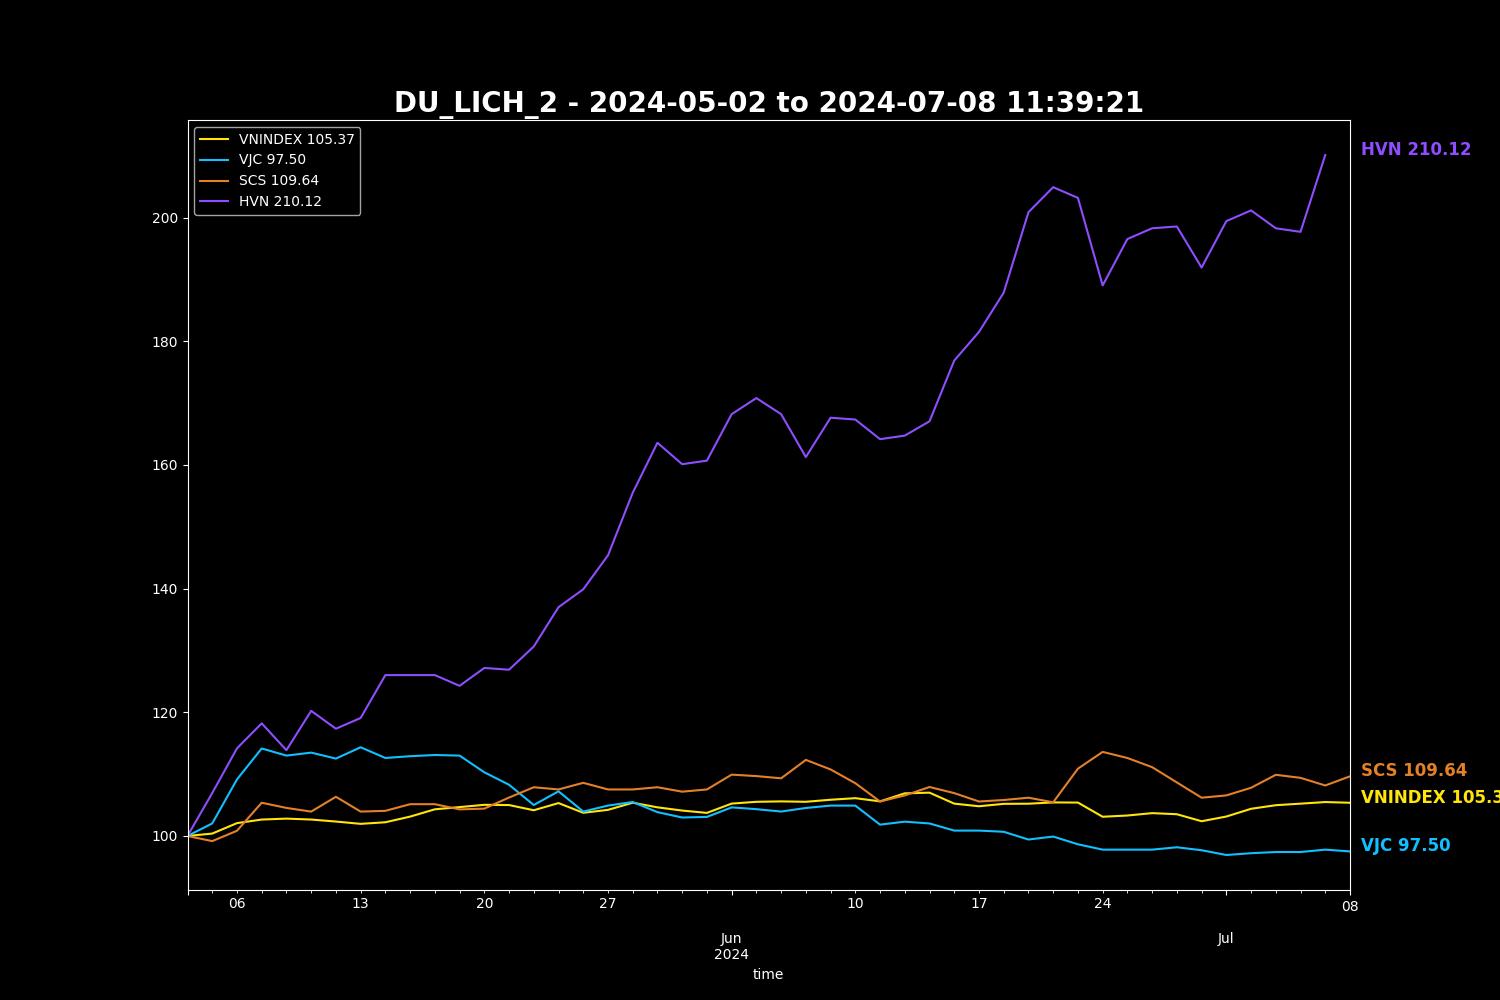 DU_LICH_2 - 2024-05-02 to 2024-07-08 11:39:21
VNINDEX 105.37
VJC 97.50
SCS 109.64
HVN 210.12
HVN 210.12
200
180
160
140
120
100
SCS 109.64
VNINDEX 105.3
VJC 97.50
06 13 20 27 10 17 24 08
Jun Jul
2024
time